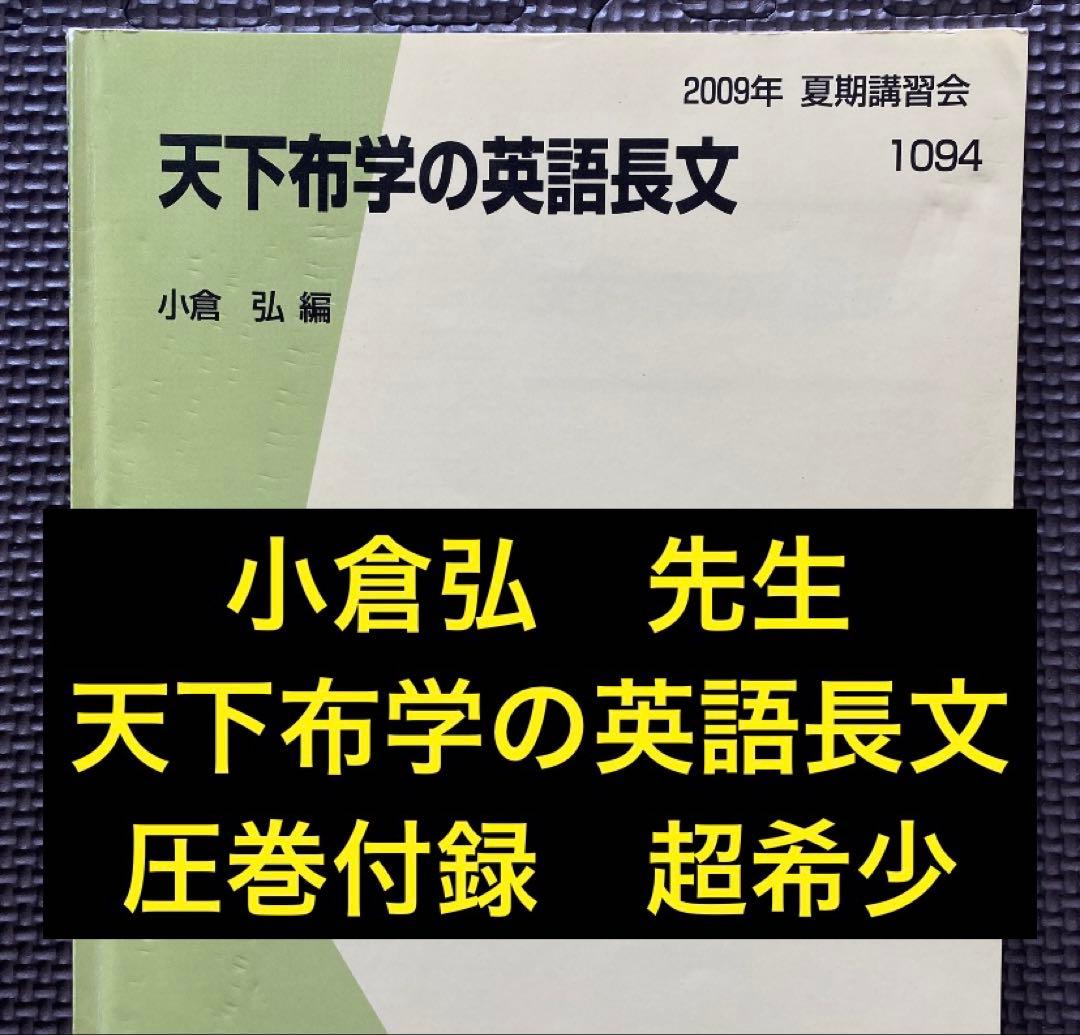 2009年 夏期講習会
天下布学の英語長文
1094
小倉 弘 編
小倉弘 先生
天下布学の英語長文
圧巻付録 超希少